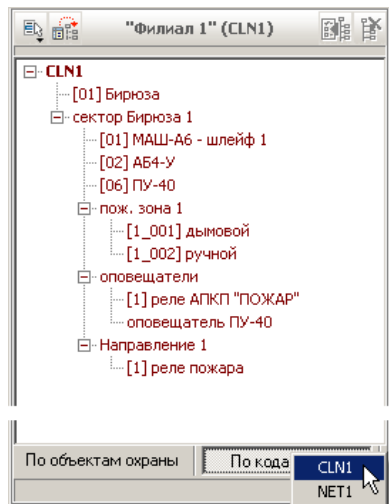 "Филиал 1" (CLN1)
CLN1
[01] Бирюза
сектор Бирюза 1
[01] МАШ-А6 - шлейф 1
[02] АБ4-У
[06] ПУ-40
пож. зона 1
[1_001] дымовой
[1_002] ручной
оповещатели
[1] реле АПКП "ПОЖАР"
оповещатель ПУ-40
Направление 1
[1] реле пожара
По объектам охраны По кода
CLN1
NET1